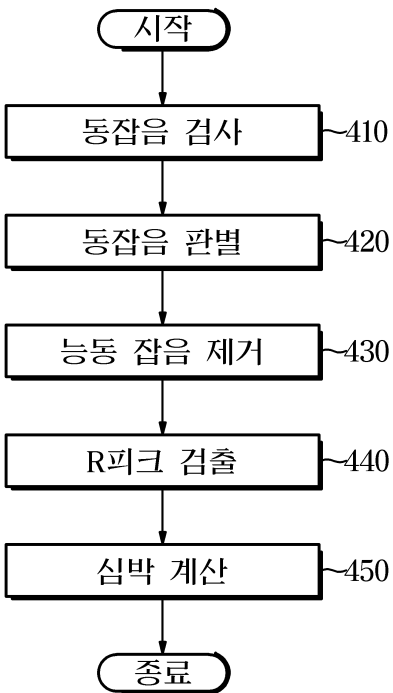 시작
동잡음 검사 410
동잡음 판별 420
능동 잡음 제거 430
R피크 검출 440
심박 계산 450
종료